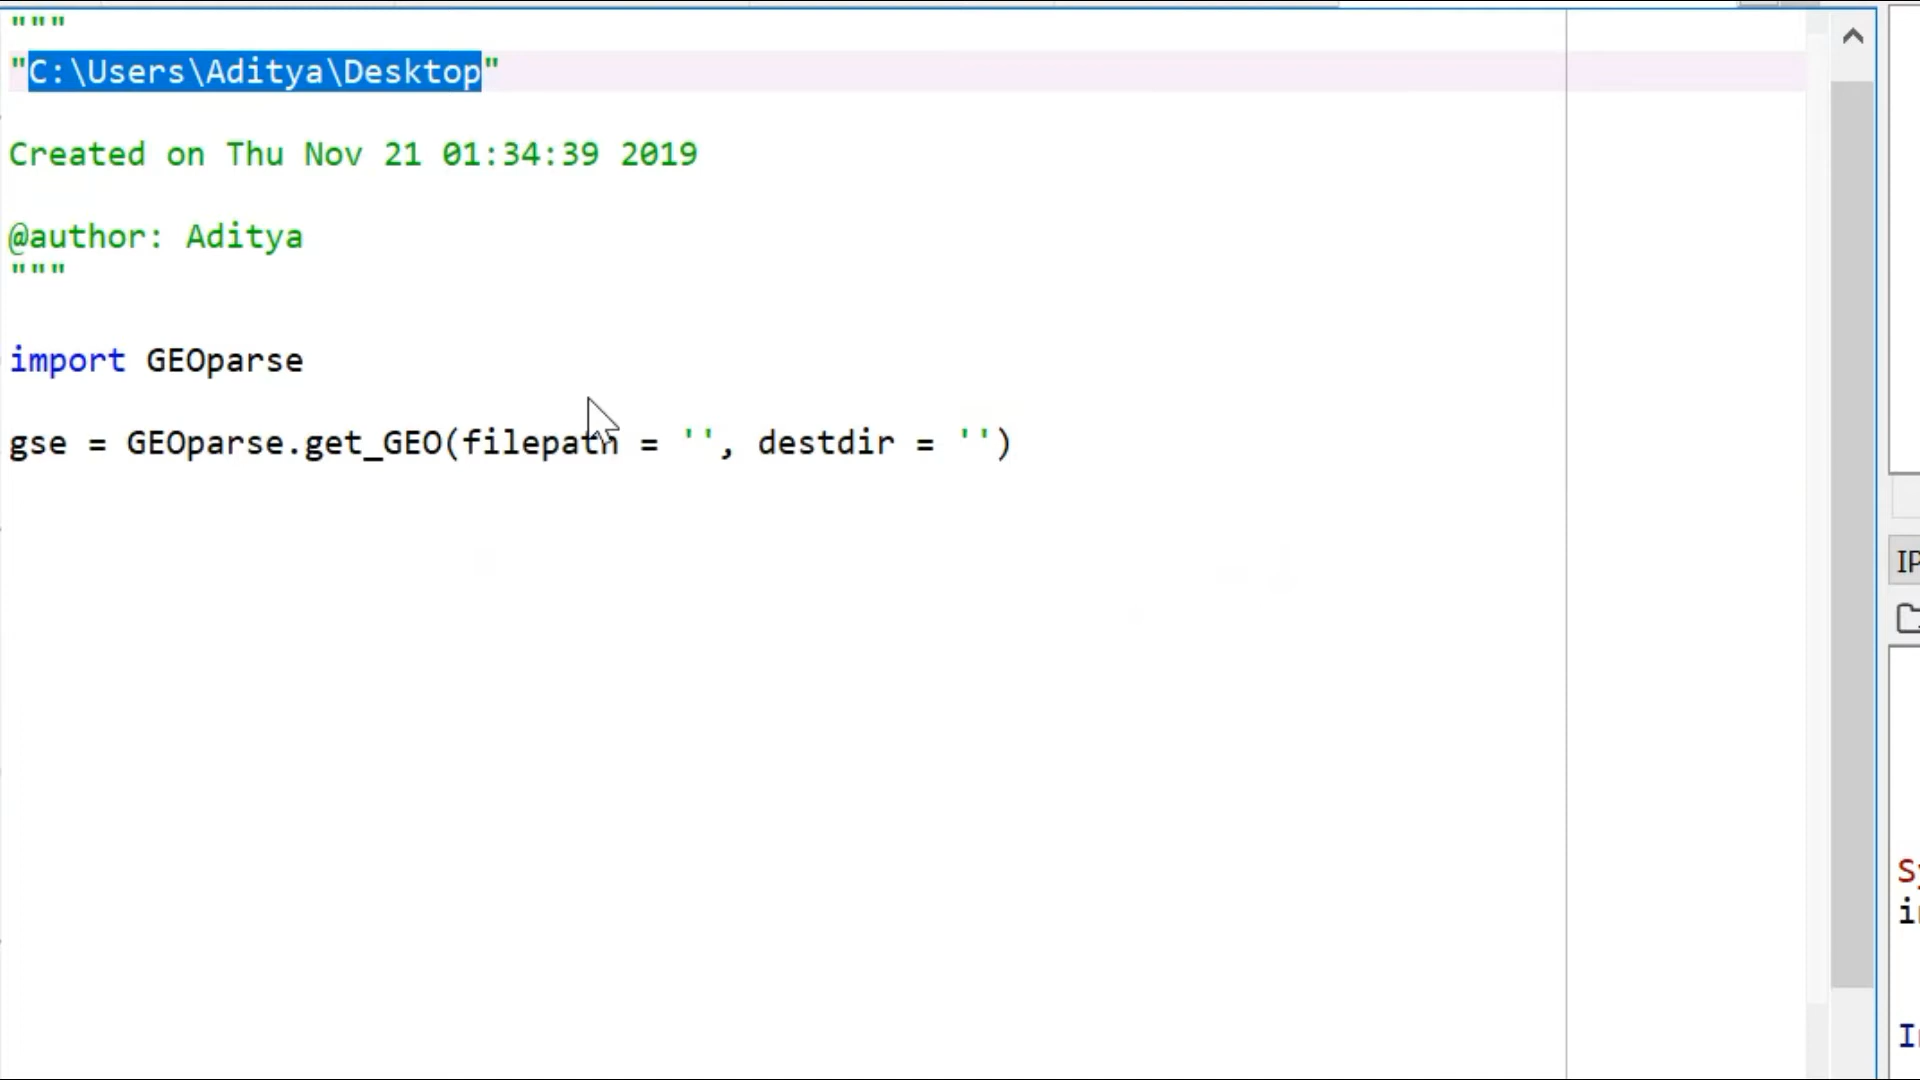 """
"C:\Users\Aditya\Desktop"
Created on Thu Nov 21 01:34:39 2019
@author: Aditya
"""
import GEOparse
gse = GEOparse.get_GEO(filepath = '', destdir = '')
IP